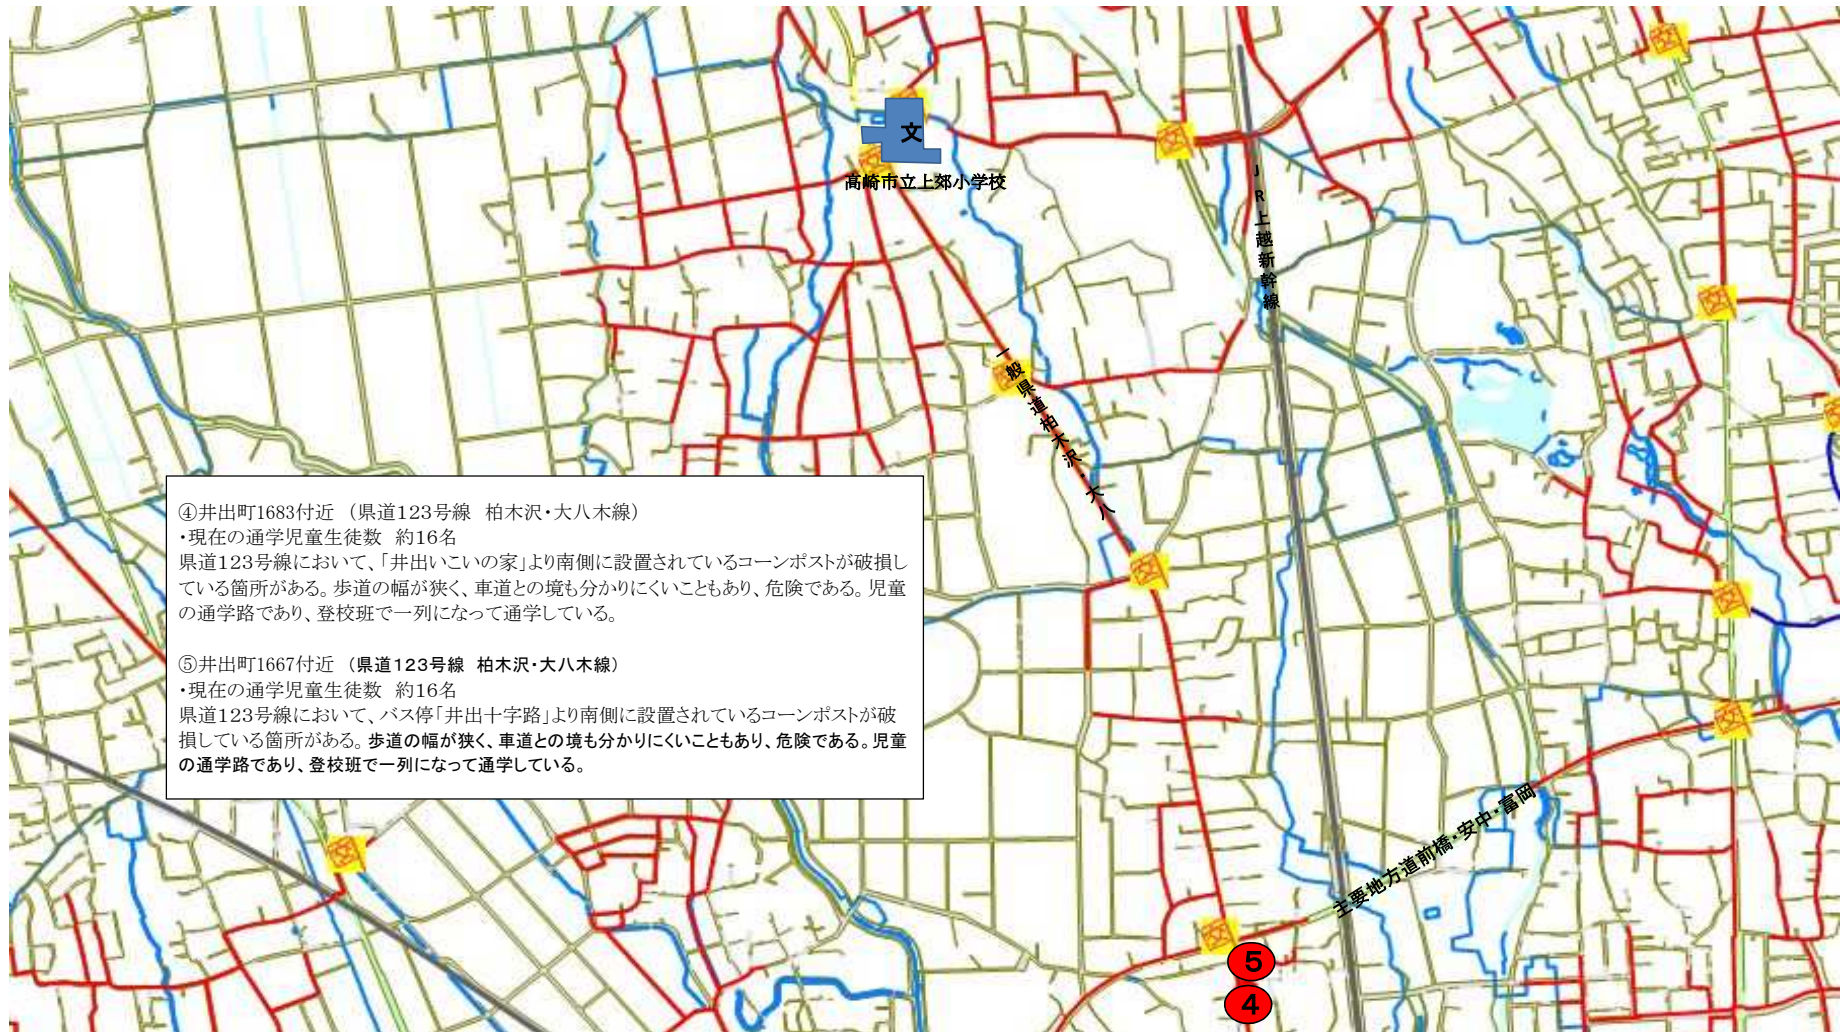 文
高崎市立上郊小学校
JR上越新幹線
一般県道柏木沢・大八
④井出町1683付近 (県道123号線 柏木沢・大八木線)
・現在の通学児童生徒数 約16名
県道123号線において、「井出いこいの家」より南側に設置されているコーンポストが破損し
ている箇所がある。歩道の幅が狭く、車道との境も分かりにくいこともあり、危険である。児童
の通学路であり、登校班で一列になって通学している。
⑤井出町1667付近 (県道123号線 柏木沢・大八木線)
・現在の通学児童生徒数 約16名
県道123号線において、バス停「井出十字路」より南側に設置されているコーンポストが破
損している箇所がある。歩道の幅が狭く、車道との境も分かりにくいこともあり、危険である。児童
の通学路であり、登校班で一列になって通学している。
主要地方道前橋・安中・富岡
5
4